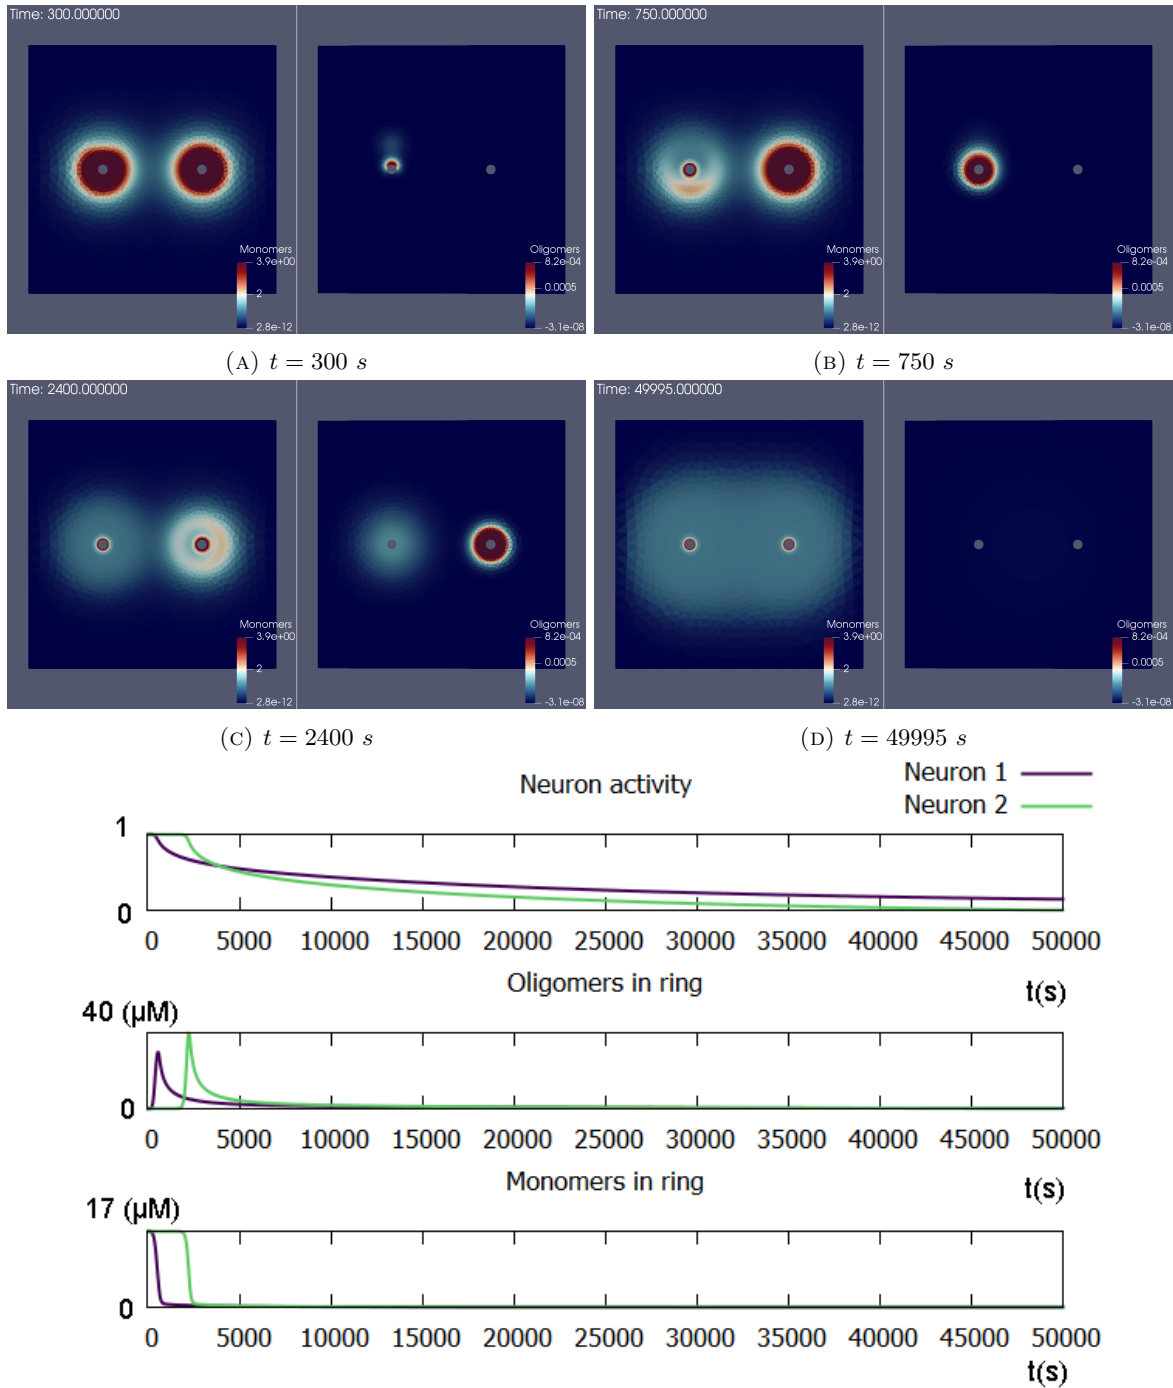 Time: 300.000000
Monomers
3.9e+00
2
2.8e-12
Oligomers
8.2e-04
0.0005
-3.1e-08
Time: 750.000000
Monomers
3.9e+00
2
2.8e-12
Oligomers
8.2e-04
0.0005
-3.1e-08
(A) t = 300 s
(B) t = 750 s
Time: 2400.000000
Monomers
3.9e+00
2
2.8e-12
Oligomers
8.2e-04
0.0005
-3.1e-08
Time: 49995.000000
Monomers
3.9e+00
2
2.8e-12
Oligomers
8.2e-04
0.0005
-3.1e-08
(C) t = 2400 s
(D) t = 49995 s
Neuron activity
Neuron 1
Neuron 2
1
0
0 5000 10000 15000 20000 25000 30000 35000 40000 45000 50000
t(s)
Oligomers in ring
40 (μM)
0
0 5000 10000 15000 20000 25000 30000 35000 40000 45000 50000
t(s)
Monomers in ring
17 (μM)
0
0 5000 10000 15000 20000 25000 30000 35000 40000 45000 50000
t(s)